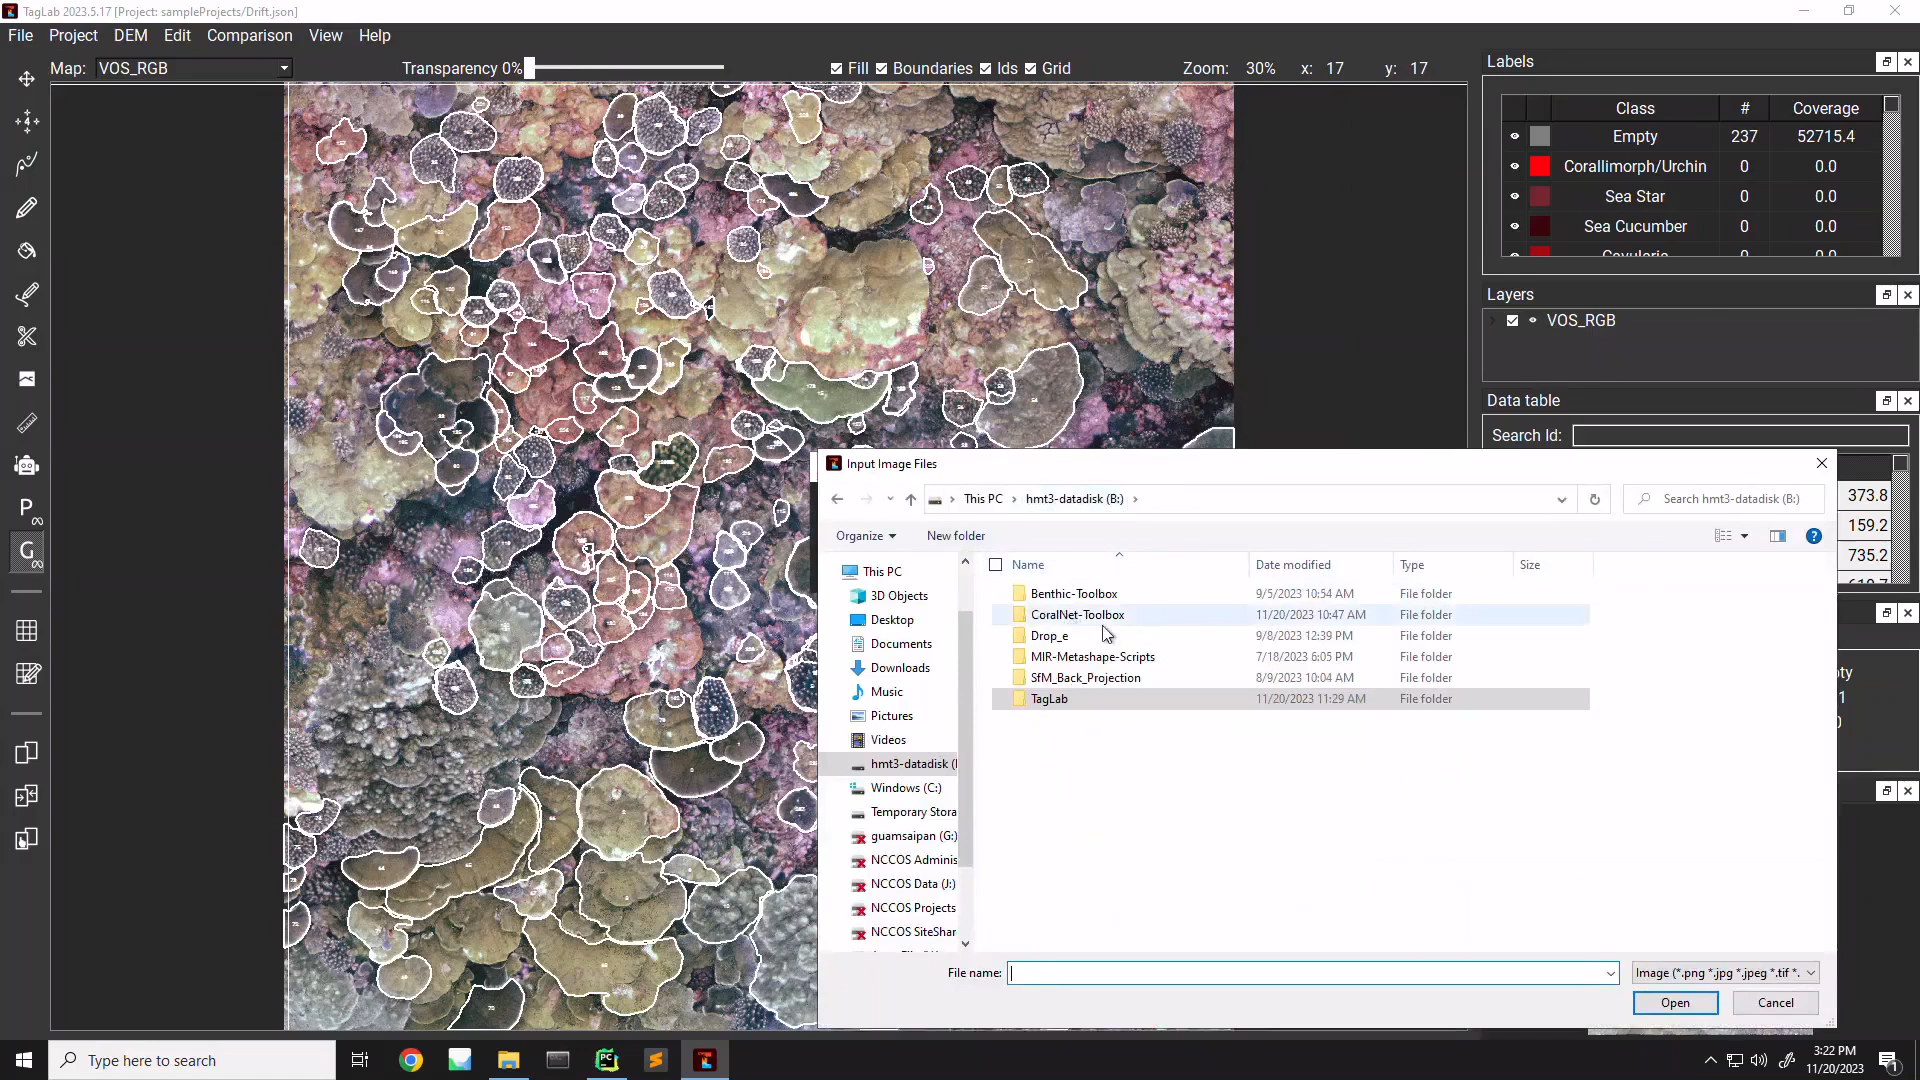 TagLab 2023.5.17 [Project: sampleProjects/Drift.json]
File Project DEM Edit Comparison View Help
Map: VOS_RGB Transparency 0% Fill Boundaries Ids Grid Zoom: 30% x: 17 y: 17
Labels
Class # Coverage
Empty 237 52715.4
Corallimorph/Urchin 0 0.0
Sea Star 0 0.0
Sea Cucumber 0 0.0
Layers
VOS_RGB
Data table
Search Id:
373.8
159.2
735.2
Input Image Files
This PC hmt3-datadisk (B:) Search hmt3-datadisk (B:)
Organize New folder
Name Date modified Type Size
Benthic-Toolbox 9/5/2023 10:54 AM File folder
CoralNet-Toolbox 11/20/2023 10:47 AM File folder
Drop_e 9/8/2023 12:39 PM File folder
MIR-Metashape-Scripts 7/18/2023 6:05 PM File folder
SfM_Back_Projection 8/9/2023 10:04 AM File folder
TagLab 11/20/2023 11:29 AM File folder
This PC
3D Objects
Desktop
Documents
Downloads
Music
Pictures
Videos
hmt3-datadisk (
Windows (C:)
Temporary Stora
guamsaipan (G:)
NCCOS Adminis
NCCOS Data (J:)
NCCOS Projects
NCCOS SiteShar
File name: Image (*.png *.jpg *.jpeg *.tif *.
Open Cancel
P
G
Type here to search
3:22 PM
11/20/2023
1